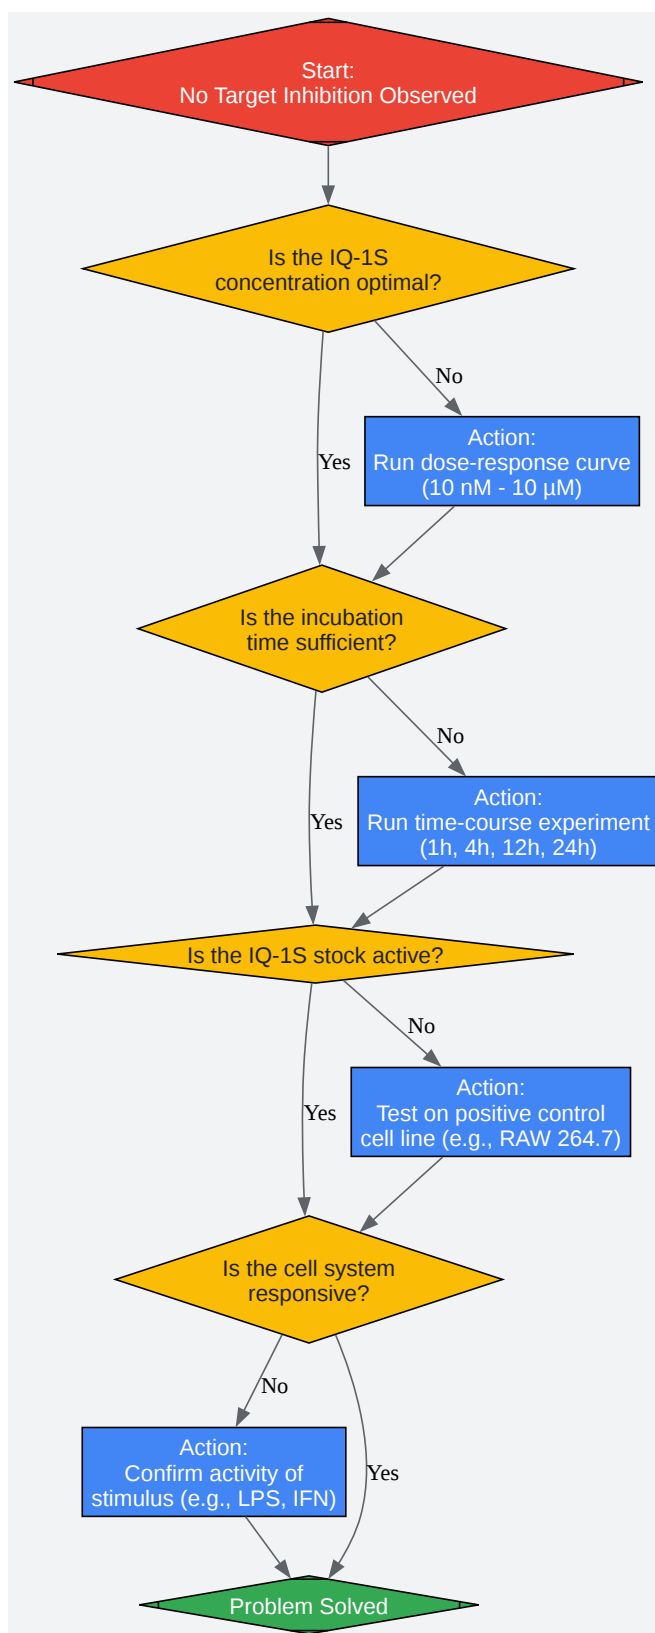 Start:
No Target Inhibition Observed
Is the IQ-1S
concentration optimal?
No
Yes
Action:
Run dose-response curve
(10 nM - 10 µM)
Is the incubation
time sufficient?
No
Yes
Action:
Run time-course experiment
(1h, 4h, 12h, 24h)
Is the IQ-1S stock active?
No
Yes
Action:
Test on positive control
cell line (e.g., RAW 264.7)
Is the cell system
responsive?
No
Yes
Action:
Confirm activity of
stimulus (e.g., LPS, IFN)
Problem Solved